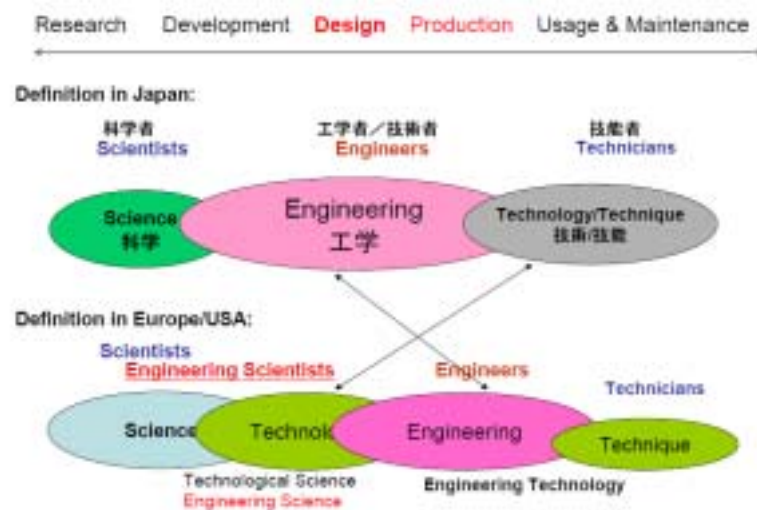 Research Development Design Production Usage & Maintenance
Definition in Japan:
科学者 工学者／技術者 技能者
Scientists Engineers Technicians
Science
科学
Engineering
工学
Technology/Technique
技術/技能
Definition in Europe/USA:
Scientists
Engineering Scientists Engineers
Technicians
Science Technolo Engineering
Technique
Technological Science
Engineering Science
Engineering Technology